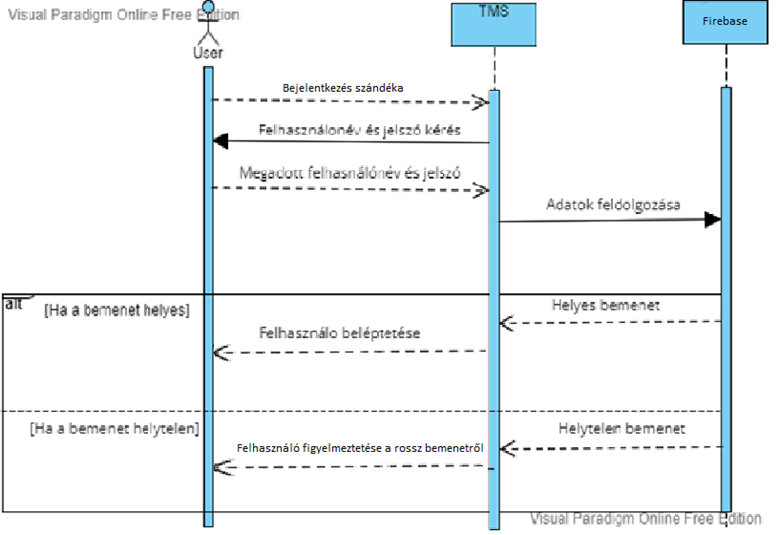 Visual Paradigm Online Free Edition
User
TMS
Firebase
Bejelentkezés szándéka
Felhasználónév és jelszó kérés
Megadott felhasnálónév és jelszó
Adatok feldolgozása
alt
[Ha a bemenet helyes]
Helyes bemenet
Felhasználo beléptetése
[Ha a bemenet helytelen]
Helytelen bemenet
Felhasználó figyelmeztetése a rossz bemenetről
Visual Paradigm Online Free Edition